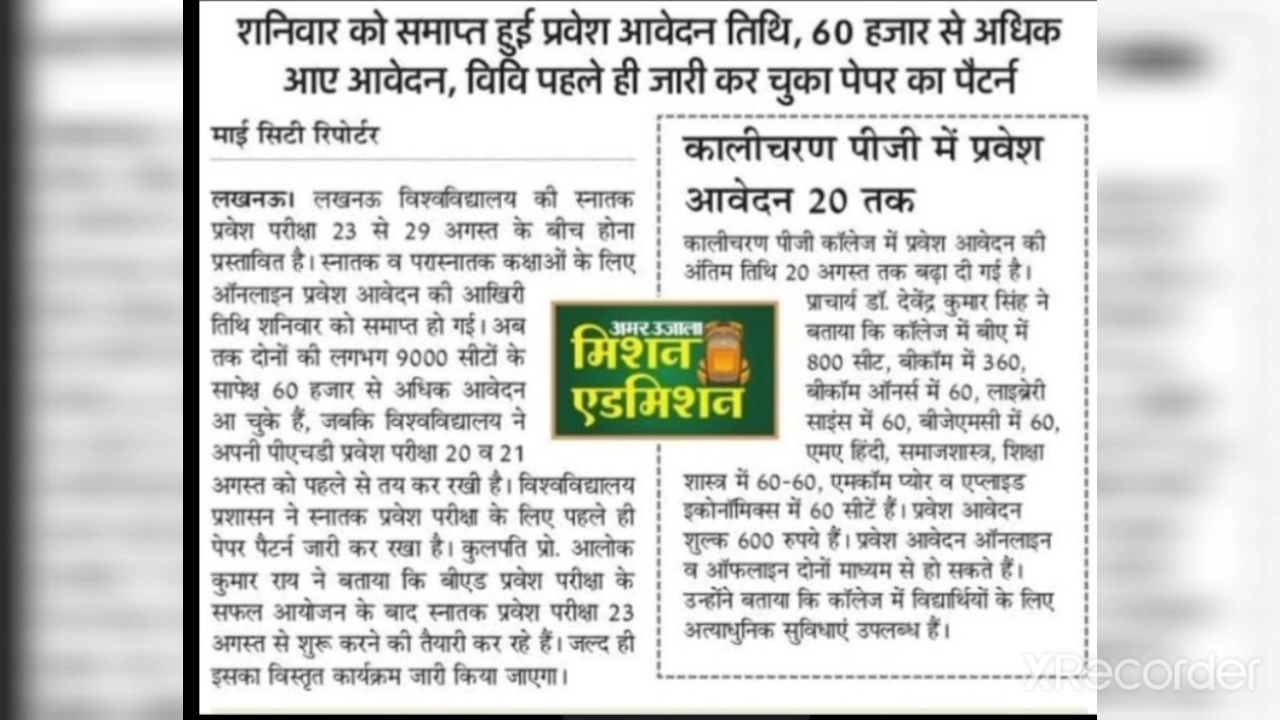 शनिवार को समाप्त हुई प्रवेश आवेदन तिथि, 60 हजार से अधिक
आए आवेदन, विवि पहले ही जारी कर चुका पेपर का पैटर्न
माई सिटी रिपोर्टर
लखनऊ। लखनऊ विश्वविद्यालय की स्नातक
प्रवेश परीक्षा 23 से 29 अगस्त के बीच होना
प्रस्तावित है। स्नातक व परास्नातक कक्षाओं के लिए
ऑनलाइन प्रवेश आवेदन की आखिरी
तिथि शनिवार को समाप्त हो गई। अब
तक दोनों की लगभग 9000 सीटों के
सापेक्ष 60 हजार से अधिक आवेदन
आ चुके हैं, जबकि विश्वविद्यालय ने
अपनी पीएचडी प्रवेश परीक्षा 20 व 21
अगस्त को पहले से तय कर रखी है। विश्वविद्यालय
प्रशासन ने स्नातक प्रवेश परीक्षा के लिए पहले ही
पेपर पैटर्न जारी कर रखा है। कुलपति प्रो. आलोक
कुमार राय ने बताया कि बीएड प्रवेश परीक्षा के
सफल आयोजन के बाद स्नातक प्रवेश परीक्षा 23
अगस्त से शुरू करने की तैयारी कर रहे हैं। जल्द ही
इसका विस्तृत कार्यक्रम जारी किया जाएगा।
अमर उजाला
मिशन
एडमिशन
कालीचरण पीजी में प्रवेश
आवेदन 20 तक
कालीचरण पीजी कॉलेज में प्रवेश आवेदन की
अंतिम तिथि 20 अगस्त तक बढ़ा दी गई है।
प्राचार्य डॉ. देवेंद्र कुमार सिंह ने
बताया कि कॉलेज में बीए में
800 सीट, बीकॉम में 360,
बीकॉम ऑनर्स में 60, लाइब्रेरी
साइंस में 60, बीजेएमसी में 60,
एमए हिंदी, समाजशास्त्र, शिक्षा
शास्त्र में 60-60, एमकॉम प्योर व एप्लाइड
इकोनॉमिक्स में 60 सीटें हैं। प्रवेश आवेदन
शुल्क 600 रुपये हैं। प्रवेश आवेदन ऑनलाइन
व ऑफलाइन दोनों माध्यम से हो सकते हैं।
उन्होंने बताया कि कॉलेज में विद्यार्थियों के लिए
अत्याधुनिक सुविधाएं उपलब्ध हैं।
XRecorder